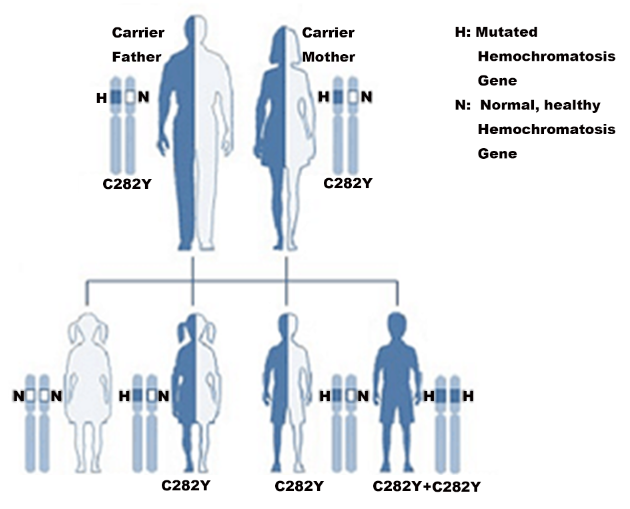 Carrier
Father
Carrier
Mother
H: Mutated
Hemochromatosis
Gene
N: Normal, healthy
Hemochromatosis
Gene
H N
H N
C282Y
C282Y
N N
H N
H N
H H
C282Y
C282Y
C282Y+C282Y